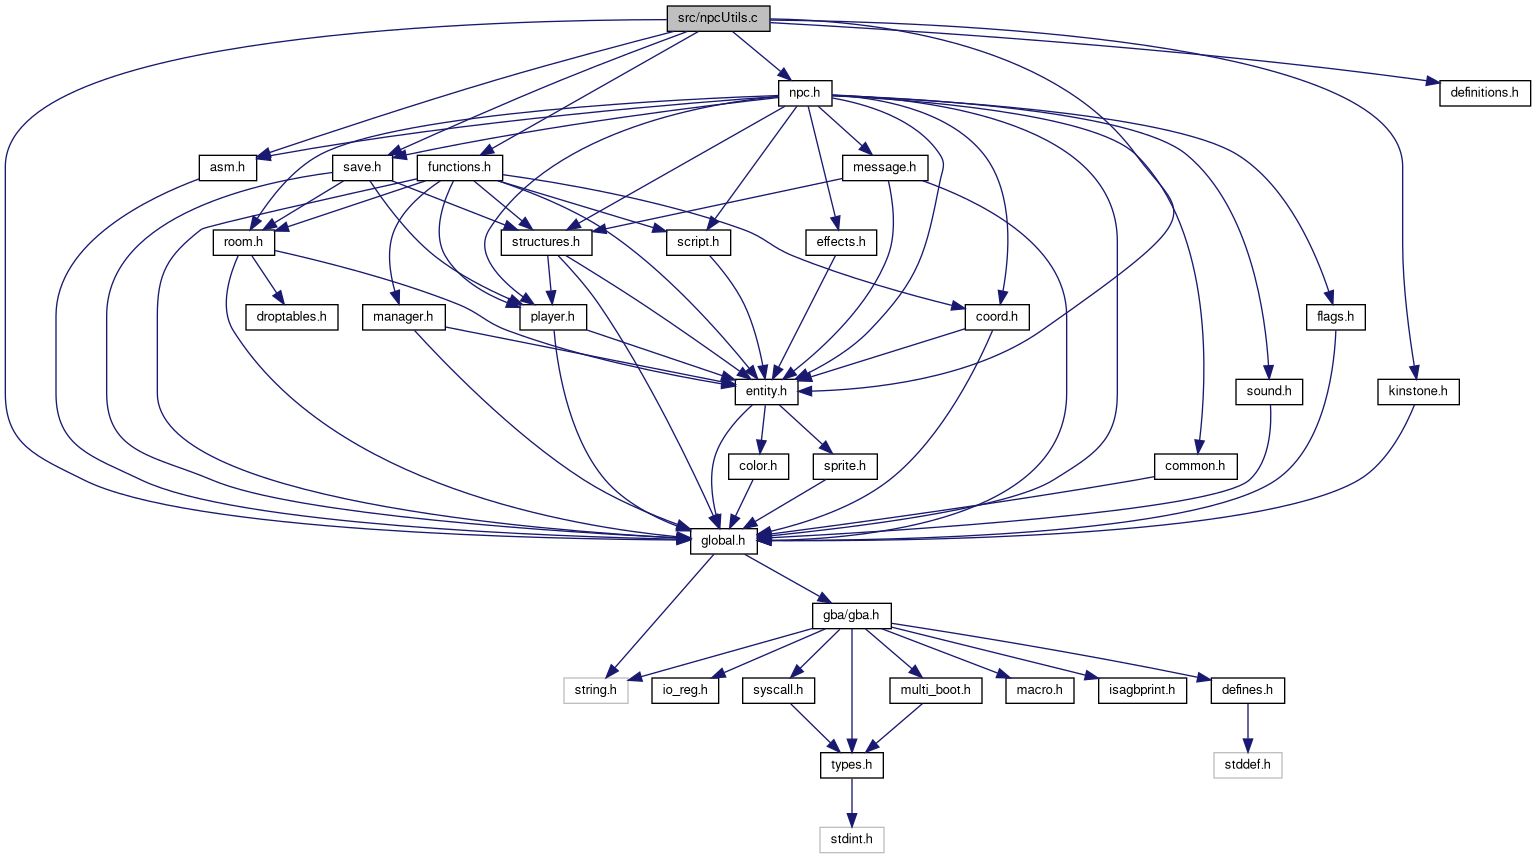 src/npcUtils.c
npc.h
definitions.h
asm.h
save.h
functions.h
message.h
room.h
structures.h
script.h
effects.h
droptables.h
manager.h
player.h
coord.h
flags.h
entity.h
sound.h
kinstone.h
color.h
sprite.h
common.h
global.h
gba/gba.h
string.h
io_reg.h
syscall.h
multi_boot.h
macro.h
isagbprint.h
defines.h
types.h
stddef.h
stdint.h